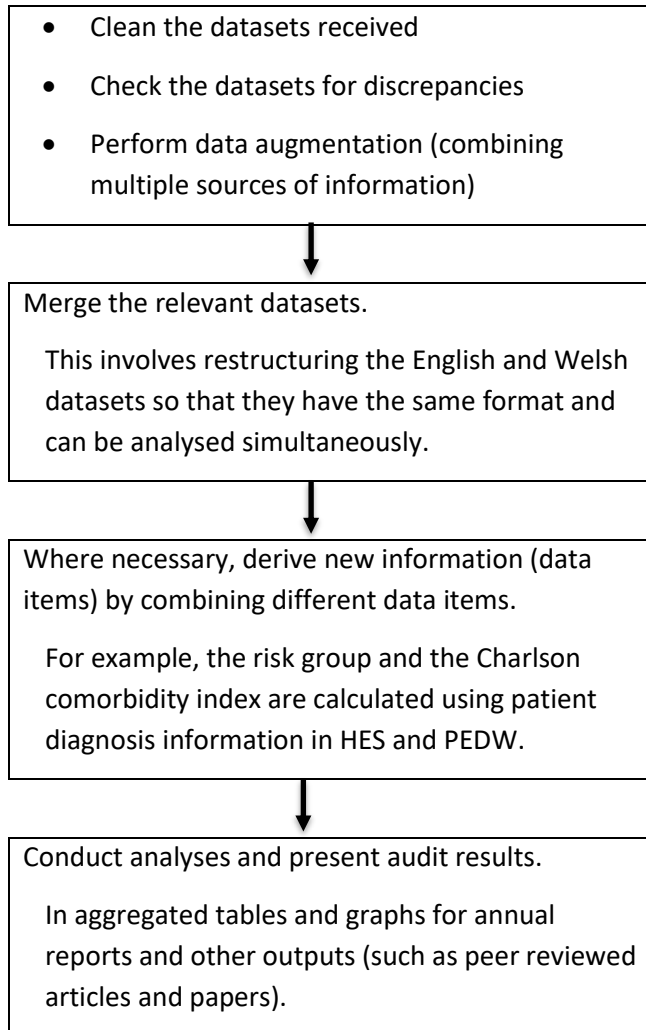 • Clean the datasets received
• Check the datasets for discrepancies
• Perform data augmentation (combining
multiple sources of information)
Merge the relevant datasets.
This involves restructuring the English and Welsh
datasets so that they have the same format and
can be analysed simultaneously.
Where necessary, derive new information (data
items) by combining different data items.
For example, the risk group and the Charlson
comorbidity index are calculated using patient
diagnosis information in HES and PEDW.
Conduct analyses and present audit results.
In aggregated tables and graphs for annual
reports and other outputs (such as peer reviewed
articles and papers).